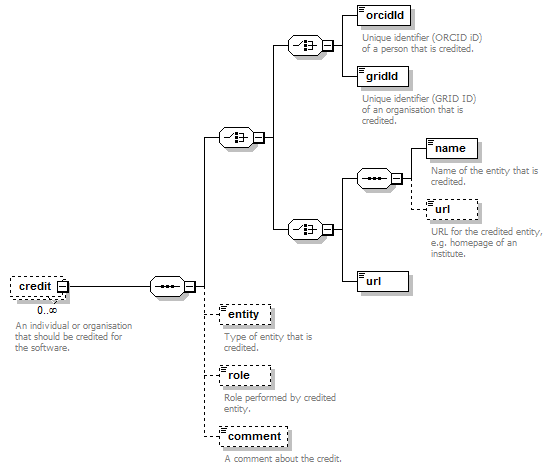 orcidId
Unique identifier (ORCID iD)
of a person that is credited.
gridId
Unique identifier (GRID ID)
of an organisation that is
credited.
name
Name of the entity that is
credited.
url
URL for the credited entity,
e.g. homepage of an
institute.
url
credit
0..∞
An individual or organisation
that should be credited for
the software.
entity
Type of entity that is
credited.
role
Role performed by credited
entity.
comment
A comment about the credit.